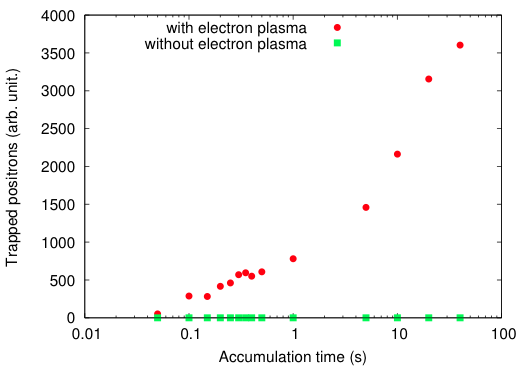 4000
3500
3000
2500
2000
1500
1000
500
0
Trapped positrons (arb. unit.)
with electron plasma
without electron plasma
0.01 0.1 1 10 100
Accumulation time (s)